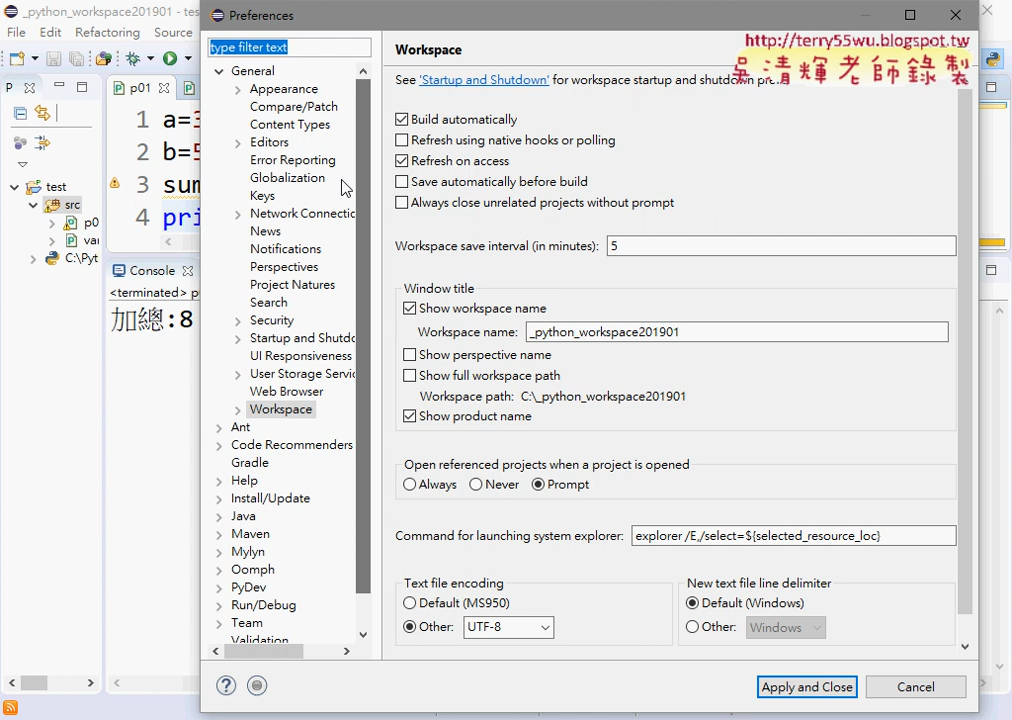 _python_workspace201901 - tes
Preferences
File Edit Refactoring Source
type filter text
Workspace
http://terry55wu.blogspot.tw
吳清輝老師錄製
See 'Startup and Shutdown' for workspace startup and shutdown
General
Appearance
Compare/Patch
Content Types
Editors
Error Reporting
Globalization
Keys
Network Connectic
News
Notifications
Perspectives
Project Natures
Search
Security
Startup and Shutdo
UI Responsiveness
User Storage Servic
Web Browser
Workspace
Ant
Code Recommenders
Gradle
Help
Install/Update
Java
Maven
Mylyn
Oomph
PyDev
Run/Debug
Team
Validation
P
p01
1 a=3
2 b=5
3 sum
4 pri
test
src
p0
var
C:\Pyt
Console
<terminated> p
加總:8
Build automatically
Refresh using native hooks or polling
Refresh on access
Save automatically before build
Always close unrelated projects without prompt
Workspace save interval (in minutes): 5
Window title
Show workspace name
Workspace name: _python_workspace201901
Show perspective name
Show full workspace path
Workspace path: C:\_python_workspace201901
Show product name
Open referenced projects when a project is opened
Always Never Prompt
Command for launching system explorer: explorer /E,/select=${selected_resource_loc}
Text file encoding
Default (MS950)
Other: UTF-8
New text file line delimiter
Default (Windows)
Other: Windows
Apply and Close Cancel